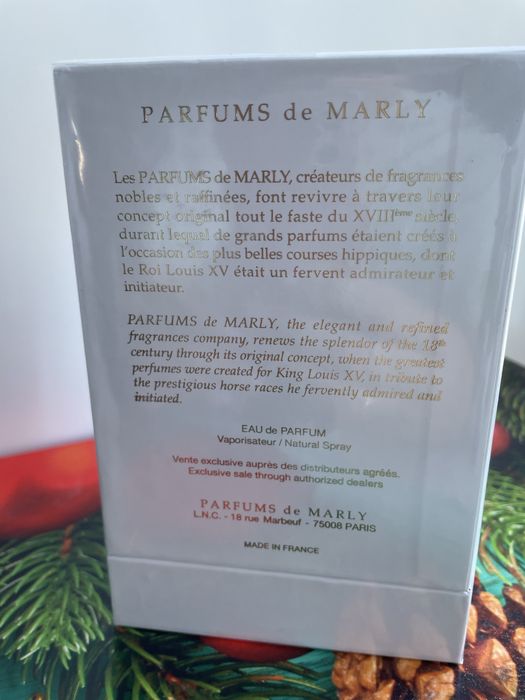 PARFUMS de MARLY
Les PARFUMS de MARLY, créateurs de fragrances
nobles et raffinées, font revivre à travers leur
concept original tout le faste du XVIIIème siècle,
durant lequel de grands parfums étaient créés à
l'occasion des plus belles courses hippiques, dont
le Roi Louis XV était un fervent admirateur et
initiateur.
PARFUMS de MARLY, the elegant and refined
fragrances company, renews the splendor of the 18th
century through its original concept, when the greatest
perfumes were created for King Louis XV, in tribute to
the prestigious horse races he fervently admired and
initiated.
EAU de PARFUM
Vaporisateur / Natural Spray
Vente exclusive auprès des distributeurs agréés.
Exclusive sale through authorized dealers
PARFUMS de MARLY
L.N.C. - 18 rue Marbeuf - 75008 PARIS
MADE IN FRANCE